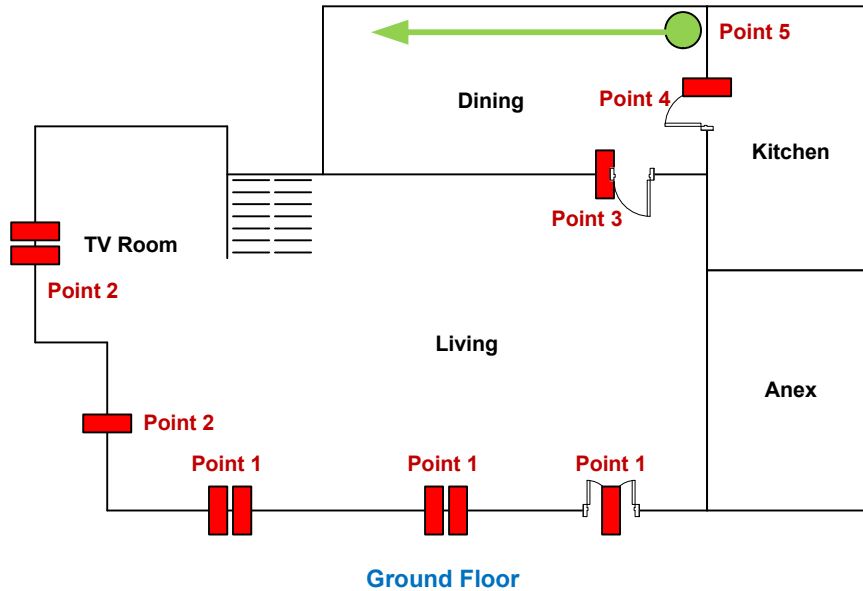 Point 5
Dining
Point 4
Kitchen
Point 3
TV Room
Point 2
Living
Anex
Point 2
Point 1
Point 1
Point 1
Ground Floor